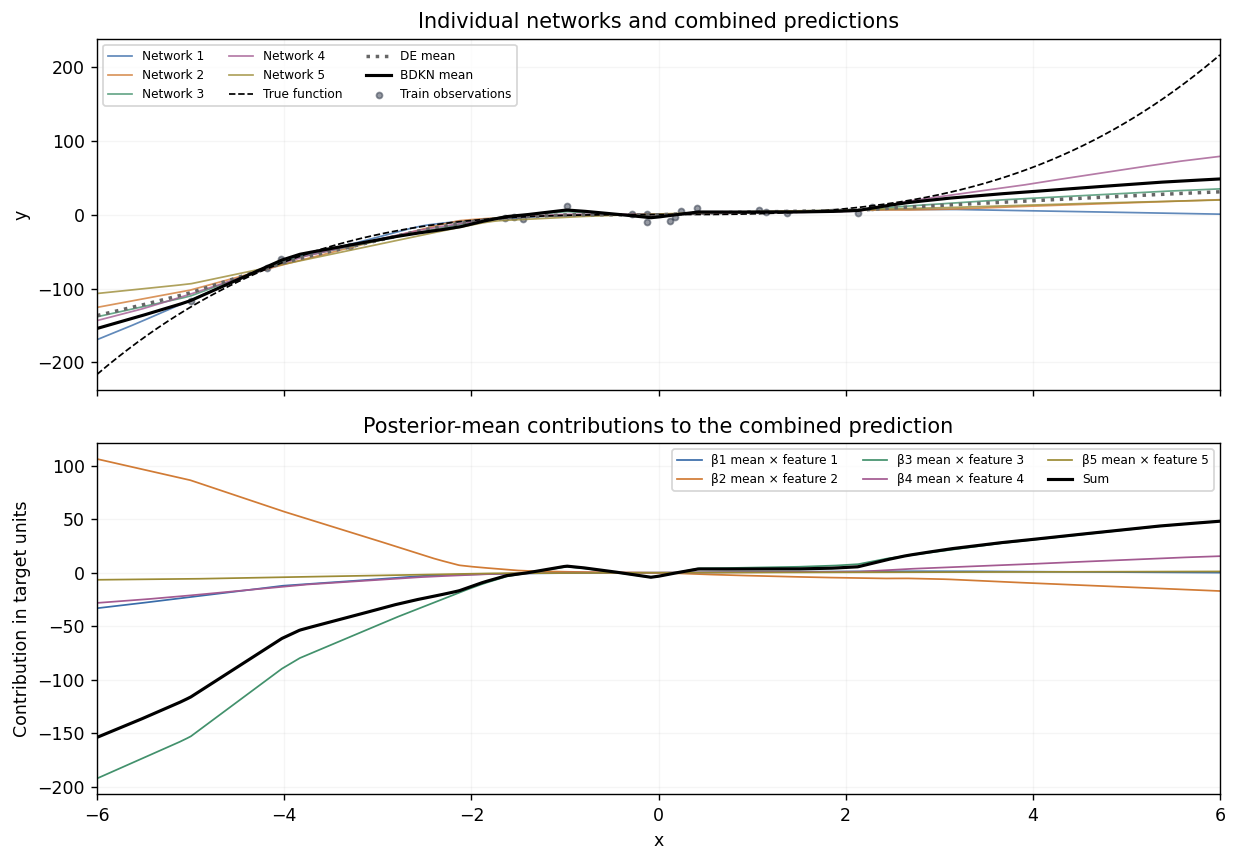 Individual networks and combined predictions
Network 1
Network 2
Network 3
Network 4
Network 5
True function
DE mean
BDKN mean
Train observations
200
100
0
−100
−200
y
Posterior-mean contributions to the combined prediction
β1 mean × feature 1
β2 mean × feature 2
β3 mean × feature 3
β4 mean × feature 4
β5 mean × feature 5
Sum
100
50
0
−50
−100
−150
−200
Contribution in target units
−6 −4 −2 0 2 4 6
x